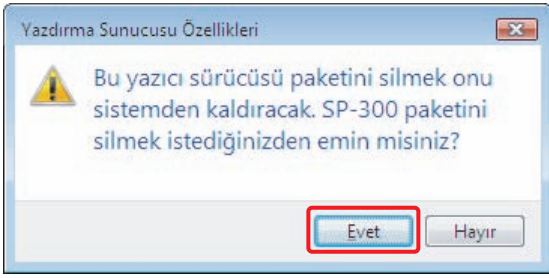 Yazdırma Sunucusu Özellikleri
Bu yazıcı sürücüsü paketini silmek onu
sistemden kaldıracak. SP-300 paketini
silmek istediğinizden emin misiniz?
Evet
Hayır